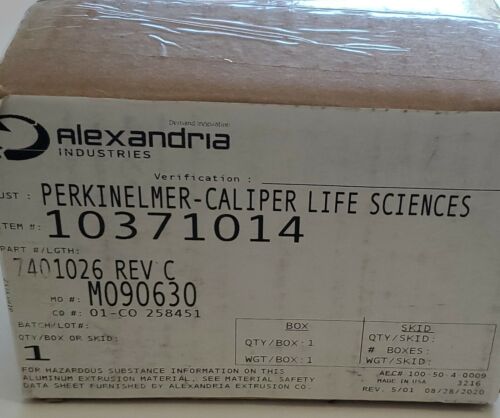 Demand Innovation
Alexandria
INDUSTRIES
Verification :
UST : PERKINELMER-CALIPER LIFE SCIENCES
ITEM #: 10371014
PART #/LGTH:
7401026 REV C
MO #: M090630
CO #: 01-CO 258451
BATCH/LOT#:
QTY/BOX OR SKID:
1
BOX
QTY/BOX: 1
WGT/BOX: 1
SKID
QTY/SKID:
# BOXES:
WGT/SKID:
FOR HAZARDOUS SUBSTANCE INFORMATION ON THIS
ALUMINUM EXTRUSION MATERIAL, SEE MATERIAL SAFETY
DATA SHEET FURNISHED BY ALEXANDRIA EXTRUSION CO.
AEC# 100-50-4-0009
MADE IN USA 3216
REV. 5/01 08/28/2020